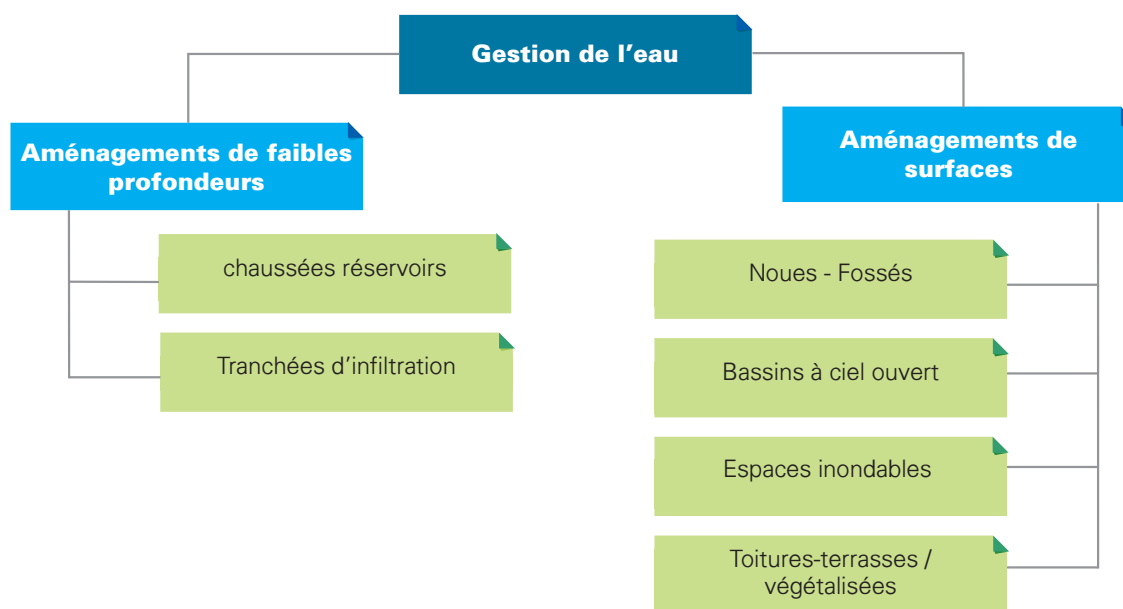 Gestion de l’eau
Aménagements de faibles
profondeurs
chaussées réservoirs
Tranchées d’infiltration
Aménagements de
surfaces
Noues - Fossés
Bassins à ciel ouvert
Espaces inondables
Toitures-terrasses /
végétalisées